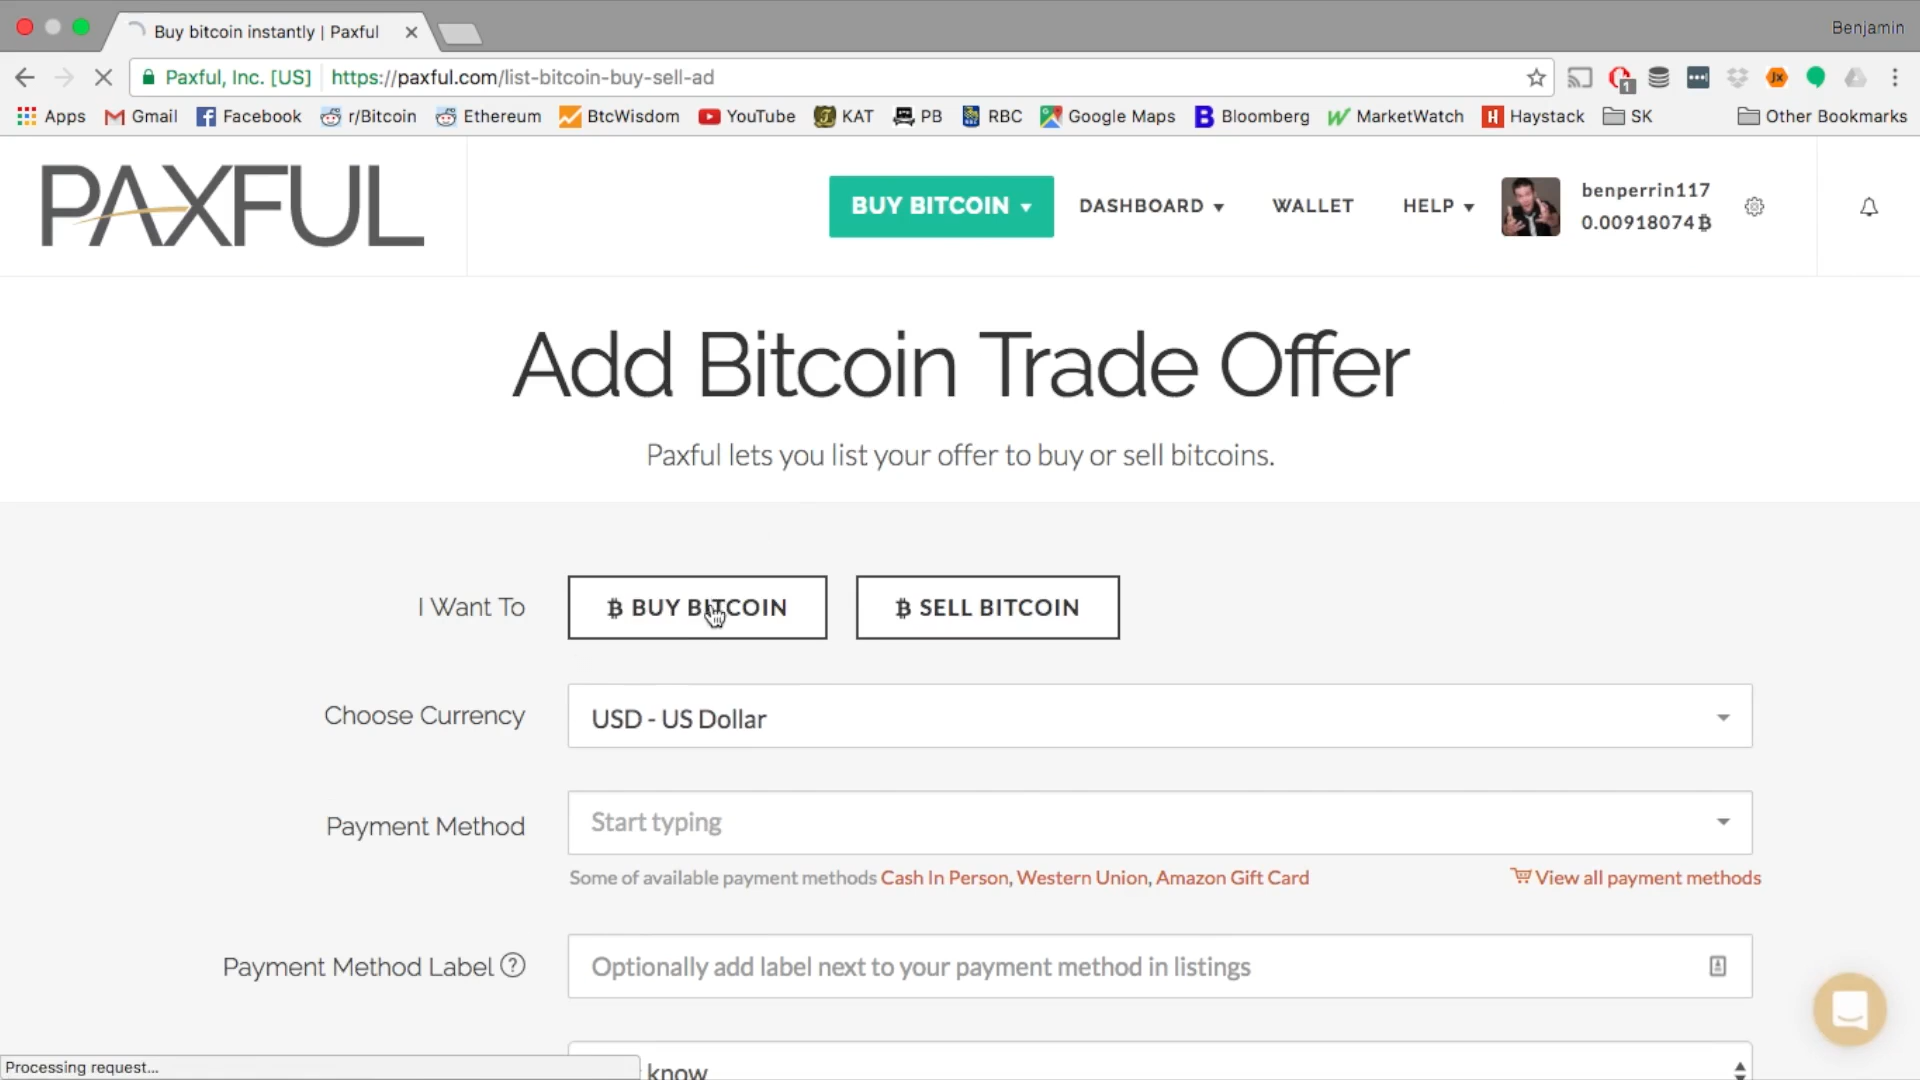 Buy bitcoin instantly | Paxful
Benjamin
Paxful, Inc. [US] https://paxful.com/list-bitcoin-buy-sell-ad
1
Apps Gmail Facebook r/Bitcoin Ethereum BtcWisdom YouTube KAT PB RBC Google Maps Bloomberg MarketWatch Haystack SK Other Bookmarks
PAXFUL
BUY BITCOIN DASHBOARD WALLET HELP
benperrin117
0.00918074
Add Bitcoin Trade Offer
Paxful lets you list your offer to buy or sell bitcoins.
I Want To BUY BITCOIN SELL BITCOIN
Choose Currency USD - US Dollar
Payment Method Start typing
Some of available payment methods Cash In Person, Western Union, Amazon Gift Card View all payment methods
Payment Method Label ? Optionally add label next to your payment method in listings
Processing request...
know